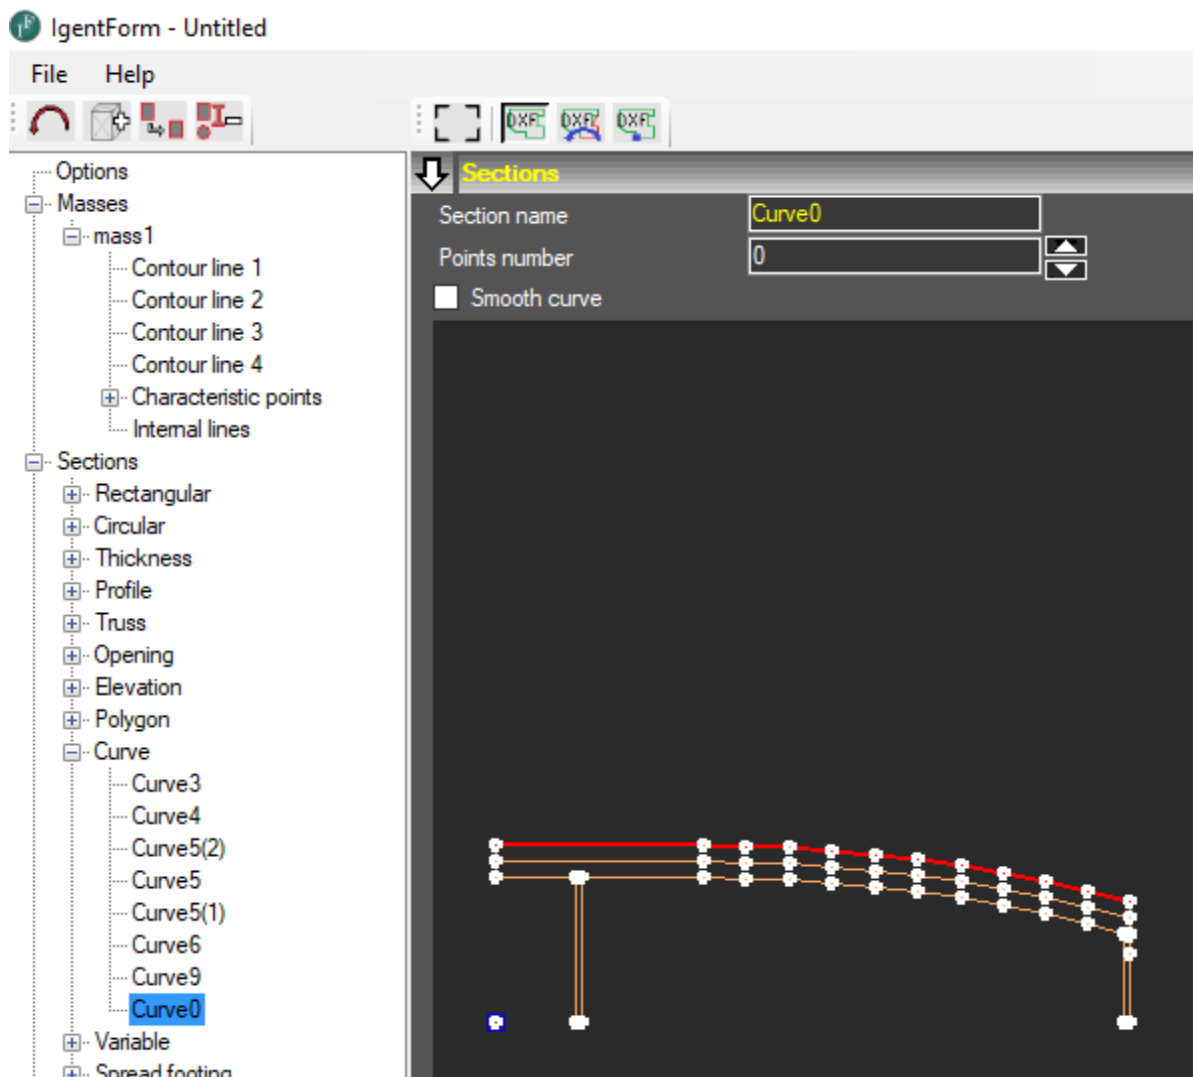 IgentForm - Untitled
File Help
DXF DXF DXF
Options
Masses
mass1
Contour line 1
Contour line 2
Contour line 3
Contour line 4
Characteristic points
Internal lines
Sections
Rectangular
Circular
Thickness
Profile
Truss
Opening
Elevation
Polygon
Curve
Curve3
Curve4
Curve5(2)
Curve5
Curve5(1)
Curve6
Curve9
Curve0
Variable
Spread footing
Sections
Section name Curve0
Points number 0
Smooth curve